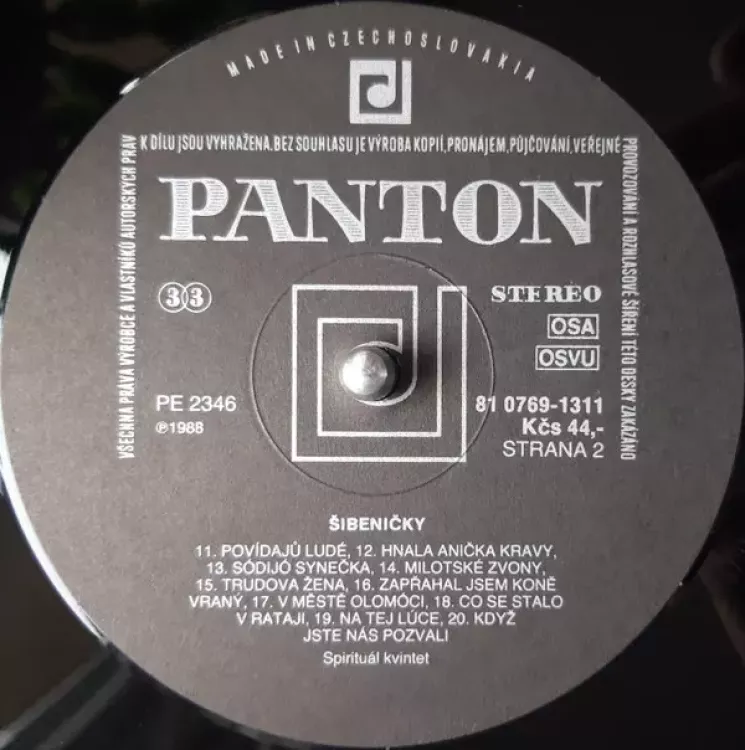 MADE IN CZECHOSLOVAKIA
VŠECHNA PRÁVA VÝROBCE A VLASTNÍKŮ AUTORSKÝCH PRÁV
K DÍLU JSOU VYHRAŽENA. BEZ SOUHLASU JE VÝROBA KOPIÍ, PRONÁJEM, PŮJČOVÁNÍ, VEŘEJNÉ
PROVOZOVÁNÍ A ROZHLASOVÉ ŠÍŘENÍ TÉTO DESKY ZAKÁZÁNO
PANTON
33
STEREO
OSA
OSVU
PE 2346
℗1988
81 0769-1311
Kčs 44,-
STRANA 2
ŠIBENIČKY
11. POVÍDAJŮ LUDÉ, 12. HNALA ANIČKA KRAVY,
13. SÓDIJÓ SYNEČKA, 14. MILOTSKÉ ZVONY,
15. TRUDOVA ŽENA, 16. ZAPŘAHAL JSEM KONĚ
VRANÝ, 17. V MĚSTĚ OLOMÓCI, 18. CO SE STALO
V RATAJI, 19. NA TEJ LÚCE, 20. KDYŽ
JSTE NÁS POZVALI
Spirituál kvintet